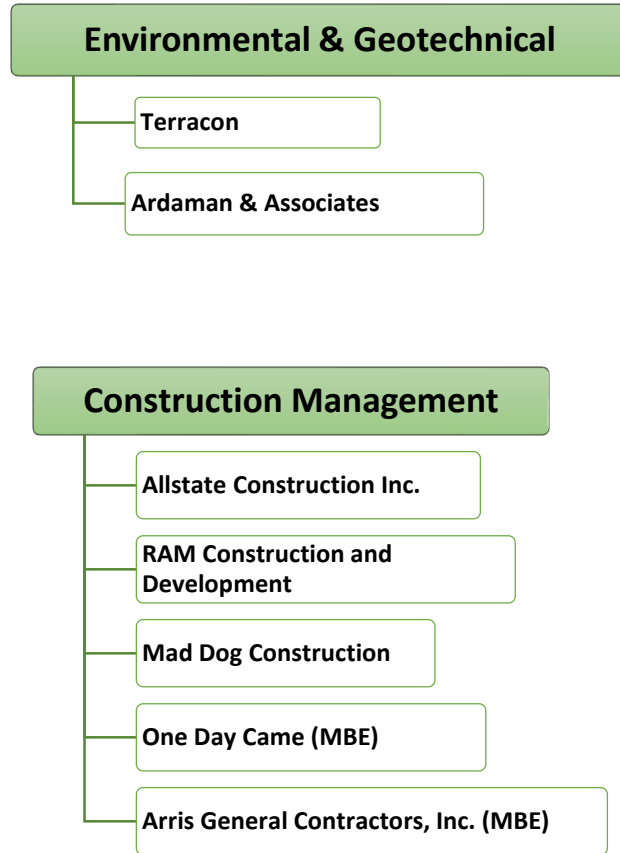 Environmental & Geotechnical
Terracon
Ardaman & Associates
Construction Management
Allstate Construction Inc.
RAM Construction and
Development
Mad Dog Construction
One Day Came (MBE)
Arris General Contractors, Inc. (MBE)